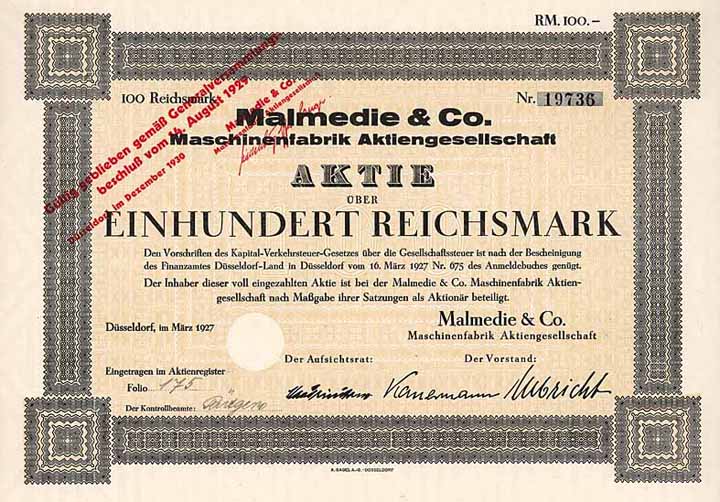 RM. 100.–
100 Reichsmark
Nr. 19736
Malmedie & Co.
Maschinenfabrik Aktiengesellschaft
AKTIE
ÜBER
EINHUNDERT REICHSMARK
Den Vorschriften des Kapital-Verkehrsteuer-Gesetzes über die Gesellschaftssteuer ist nach der Bescheinigung
des Finanzamtes Düsseldorf-Land in Düsseldorf vom 16. März 1927 Nr. 675 des Anmeldebuches genügt.
Der Inhaber dieser voll eingezahlten Aktie ist bei der Malmedie & Co. Maschinenfabrik Aktien-
gesellschaft nach Maßgabe ihrer Satzungen als Aktionär beteiligt.
Düsseldorf, im März 1927
Malmedie & Co.
Maschinenfabrik Aktiengesellschaft
Der Aufsichtsrat:
Der Vorstand:
Eingetragen im Aktienregister
Folio 175
Der Kontrollbeamte:
Kanermann Ulbricht
A. BAGEL A.-G. - DÜSSELDORF
Gültig geblieben gemäß Generalversammlungs-
beschluß vom 14. August 1929
Düsseldorf, im Dezember 1930
Malmedie & Co.
Maschinenfabrik Aktiengesellschaft